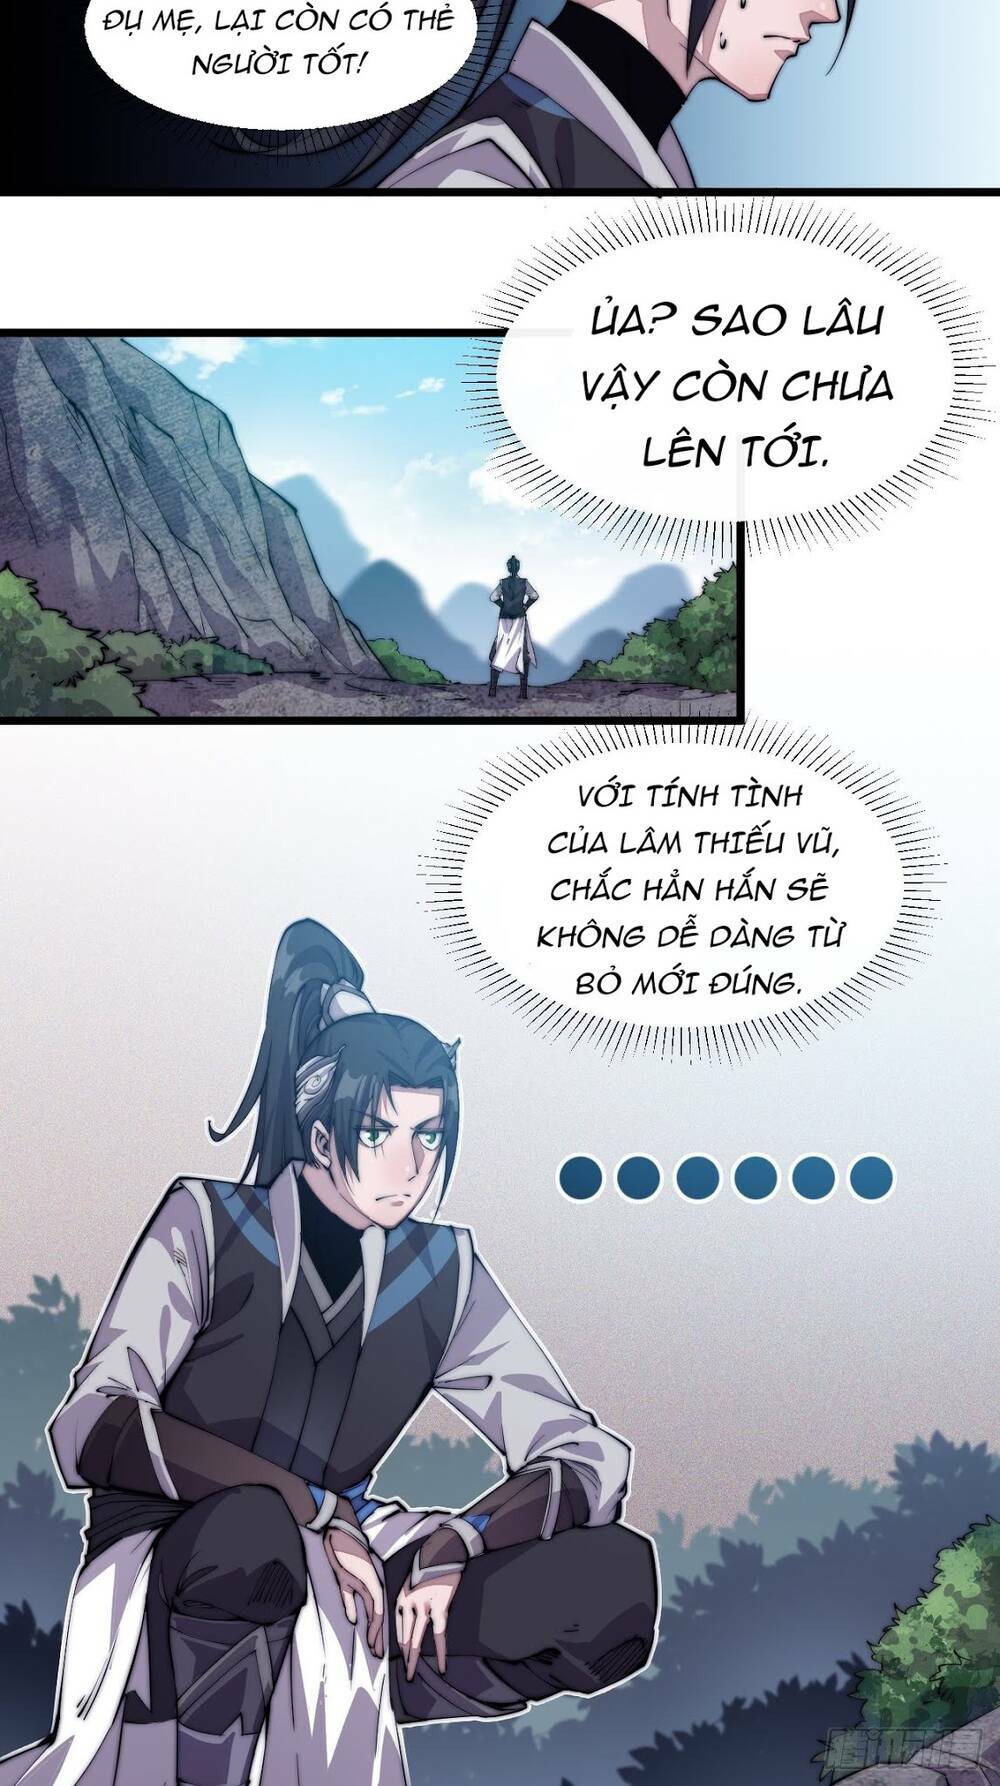 ĐỤ MẸ, LẠI CÒN CÓ THẺ
NGƯỜI TỐT!
ỦA? SAO LÂU
VẬY CÒN CHƯA
LÊN TỚI.
VỚI TÍNH TÌNH
CỦA LÂM THIẾU VŨ,
CHẮC HẲN HẮN SẼ
KHÔNG DỄ DÀNG TỪ
BỎ MỚI ĐÚNG.